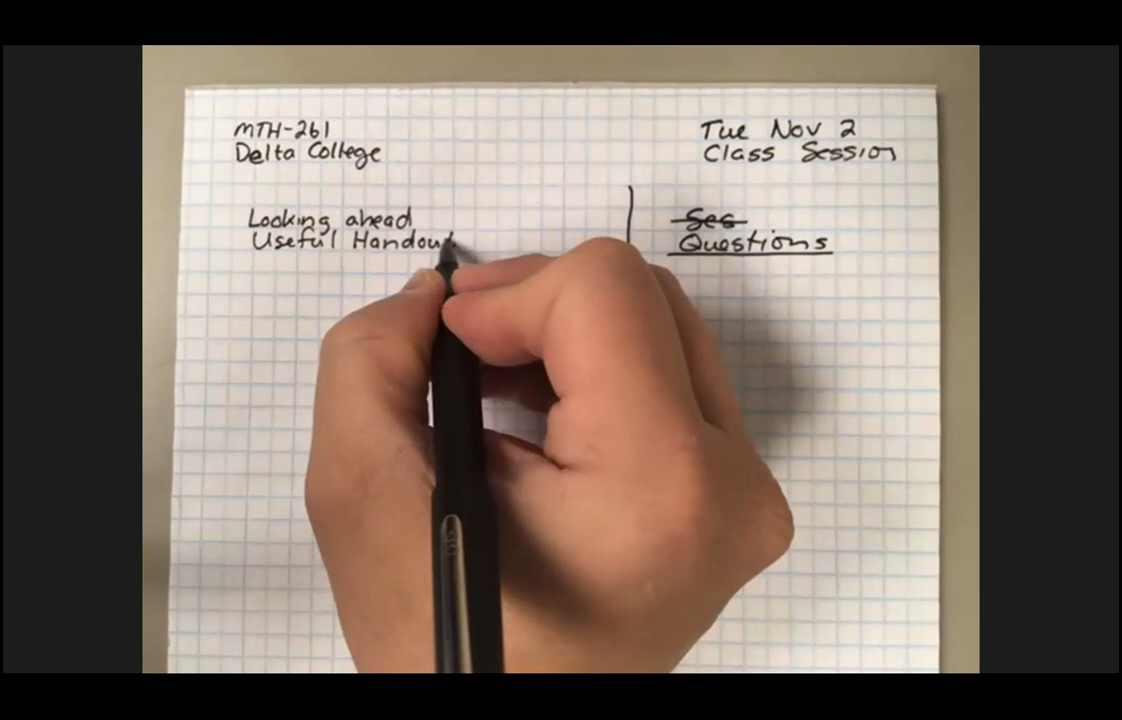 MTH-261
Delta College
Tue Nov 2
Class Session
Looking ahead
Useful Handout
Ses
Questions